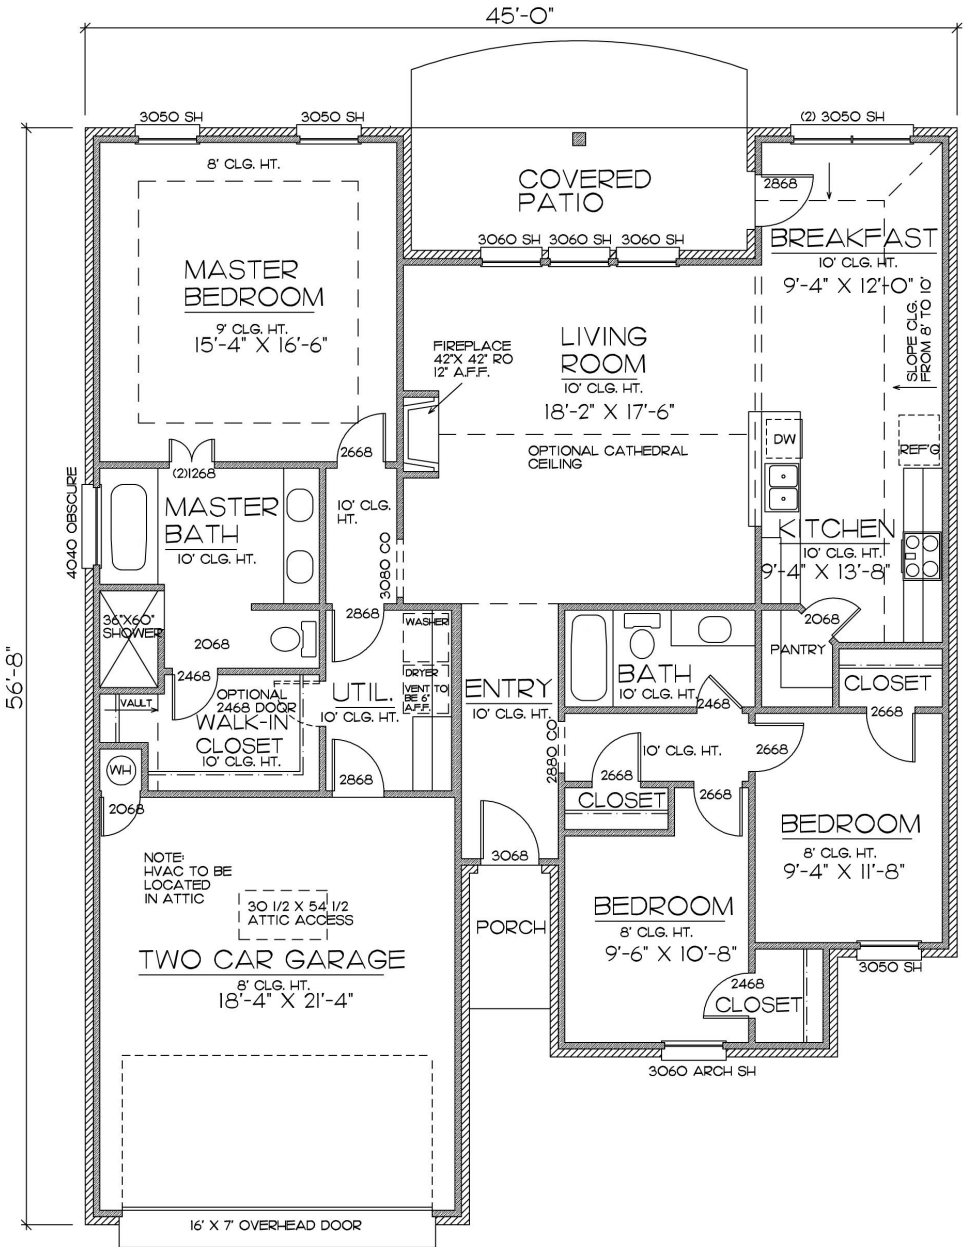 45'-0"
3050 SH
3050 SH
(2) 3050 SH
8' CLG. HT.
COVERED
PATIO
2868
3060 SH
3060 SH
3060 SH
BREAKFAST
10' CLG. HT.
9'-4" X 12'-0"
MASTER
BEDROOM
9' CLG. HT.
15'-4" X 16'-6"
FIREPLACE
42"X 42" RO
12" A.F.F.
LIVING
ROOM
10' CLG. HT.
18'-2" X 17'-6"
SLOPE CLG.
FROM 8' TO 10'
OPTIONAL CATHEDRAL
CEILING
DW
REF'G
2668
(2)1268
4040 OBSCURE
MASTER
BATH
10' CLG. HT.
10' CLG.
HT.
3080 CO
KITCHEN
10' CLG. HT.
9'-4" X 13'-8"
36"X60"
SHOWER
2068
2868
WASHER
DRYER
VENT TO
BE 6"
A.F.F.
2068
PANTRY
BATH
10' CLG. HT.
2468
CLOSET
2668
56'-8"
2468
VAULT
OPTIONAL
2468 DOOR
WALK-IN
CLOSET
10' CLG. HT.
UTIL.
10' CLG. HT.
ENTRY
10' CLG. HT.
2880 CO
10' CLG. HT.
2668
2668
2668
WH
2068
2868
CLOSET
3068
BEDROOM
8' CLG. HT.
9'-4" X 11'-8"
NOTE:
HVAC TO BE
LOCATED
IN ATTIC
30 1/2 X 54 1/2
ATTIC ACCESS
PORCH
BEDROOM
8' CLG. HT.
9'-6" X 10'-8"
TWO CAR GARAGE
8' CLG. HT.
18'-4" X 21'-4"
3050 SH
2468
CLOSET
3060 ARCH SH
16' X 7' OVERHEAD DOOR